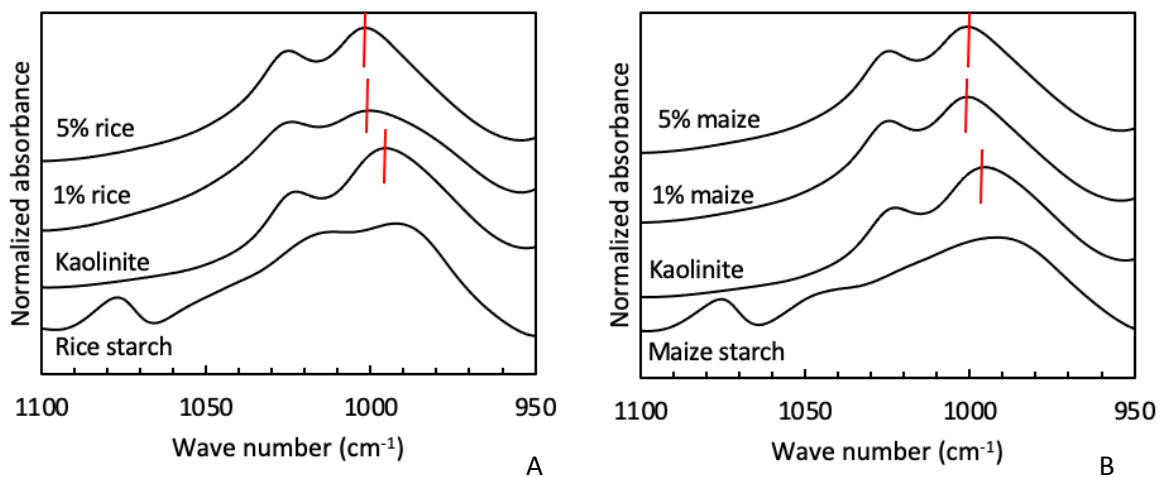 Normalized absorbance
5% rice
1% rice
Kaolinite
Rice starch
1100 1050 1000 950
Wave number (cm-1)
A
Normalized absorbance
5% maize
1% maize
Kaolinite
Maize starch
1100 1050 1000 950
Wave number (cm-1)
B